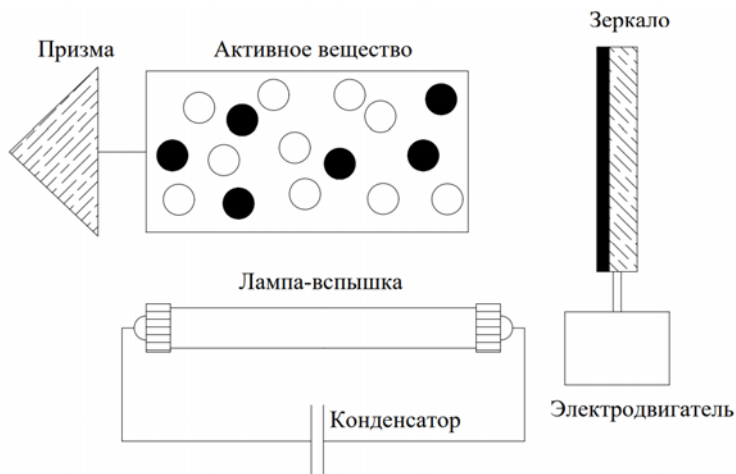 Зеркало
Призма
Активное вещество
Лампа-вспышка
Конденсатор
Электродвигатель